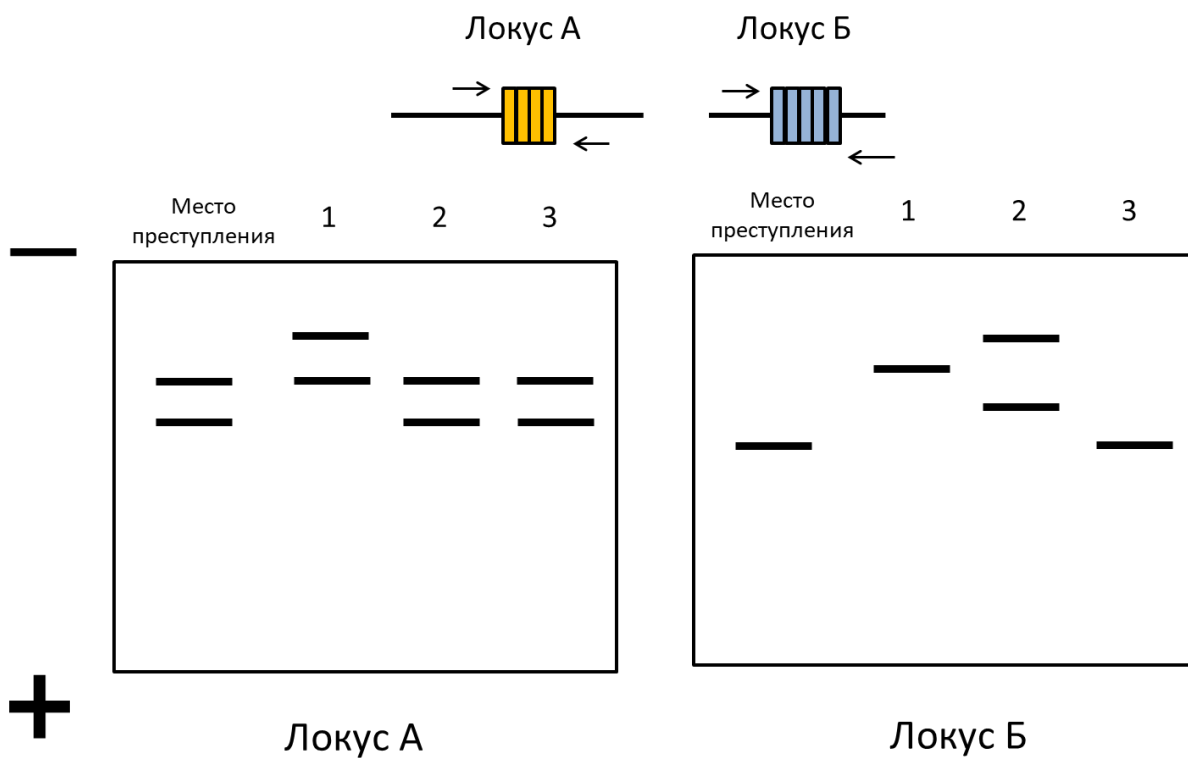 Локус А
Локус Б
Место
преступления
1
2
3
Место
преступления
1
2
3
Локус А
Локус Б